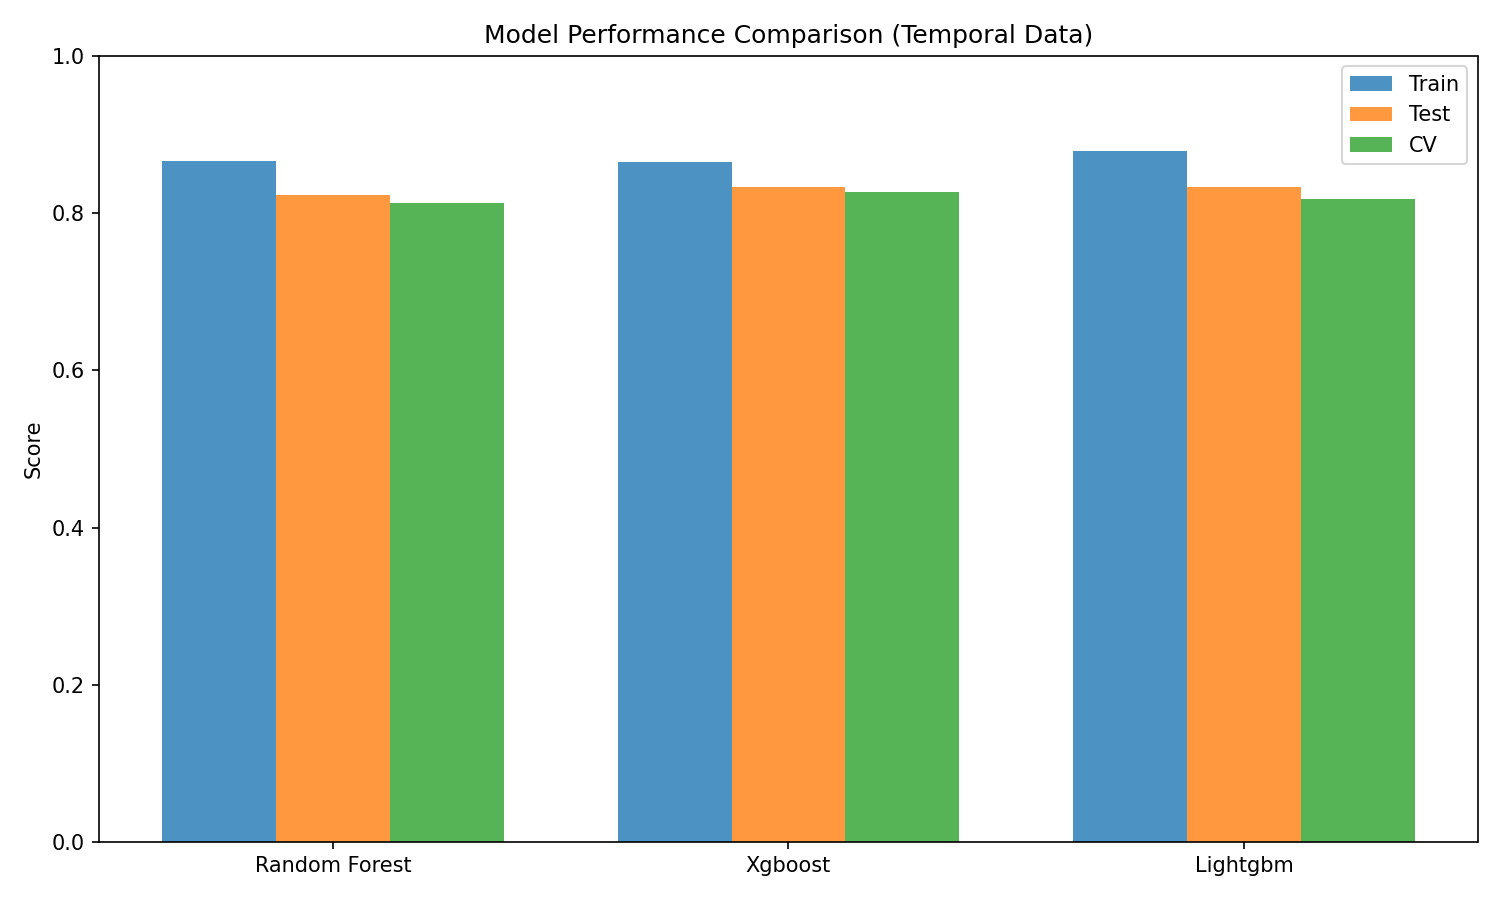 Model Performance Comparison (Temporal Data)
Train
Test
CV
Score
1.0
0.8
0.6
0.4
0.2
0.0
Random Forest
Xgboost
Lightgbm